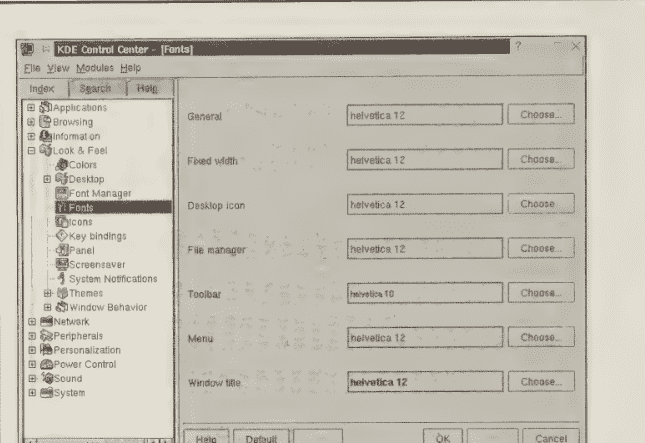 KDE Control Center - [Fonts]
?
File View Modules Help
Index Search Help
Applications
Browsing
Information
Look & Feel
Colors
Desktop
Font Manager
Fonts
Icons
Key bindings
Panel
Screensaver
System Notifications
Themes
Window Behavior
Network
Peripherals
Personalization
Power Control
Sound
System
General helvetica 12 Choose...
Fixed width helvetica 12 Choose...
Desktop icon helvetica 12 Choose
File manager helvetica 12 Choose...
Toolbar helvetica 10 Choose...
Menu helvetica 12 Choose...
Window title helvetica 12 Choose...
Help Default OK Cancel